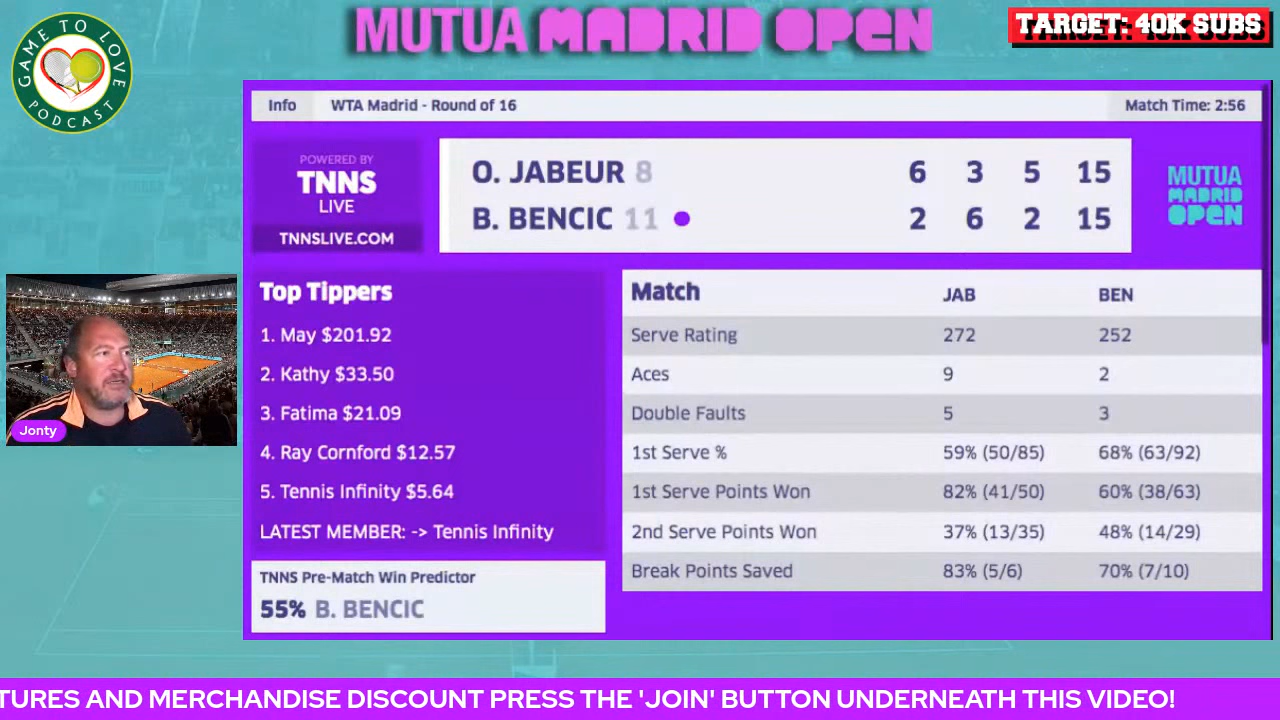 GAME TO LOVE
PODCAST
MUTUA MADRID OPEN
TARGET: 40K SUBS
Info WTA Madrid - Round of 16 Match Time: 2:56
POWERED BY
TNNS
LIVE
TNNSLIVE.COM
O. JABEUR 8 6 3 5 15
B. BENCIC 11 2 6 2 15
MUTUA
MADRID
OPEN
Top Tippers
1. May $201.92
2. Kathy $33.50
3. Fatima $21.09
4. Ray Cornford $12.57
5. Tennis Infinity $5.64
LATEST MEMBER: -> Tennis Infinity
TNNS Pre-Match Win Predictor
55% B. BENCIC
Match JAB BEN
Serve Rating 272 252
Aces 9 2
Double Faults 5 3
1st Serve % 59% (50/85) 68% (63/92)
1st Serve Points Won 82% (41/50) 60% (38/63)
2nd Serve Points Won 37% (13/35) 48% (14/29)
Break Points Saved 83% (5/6) 70% (7/10)
Jonty
TURES AND MERCHANDISE DISCOUNT PRESS THE 'JOIN' BUTTON UNDERNEATH THIS VIDEO!